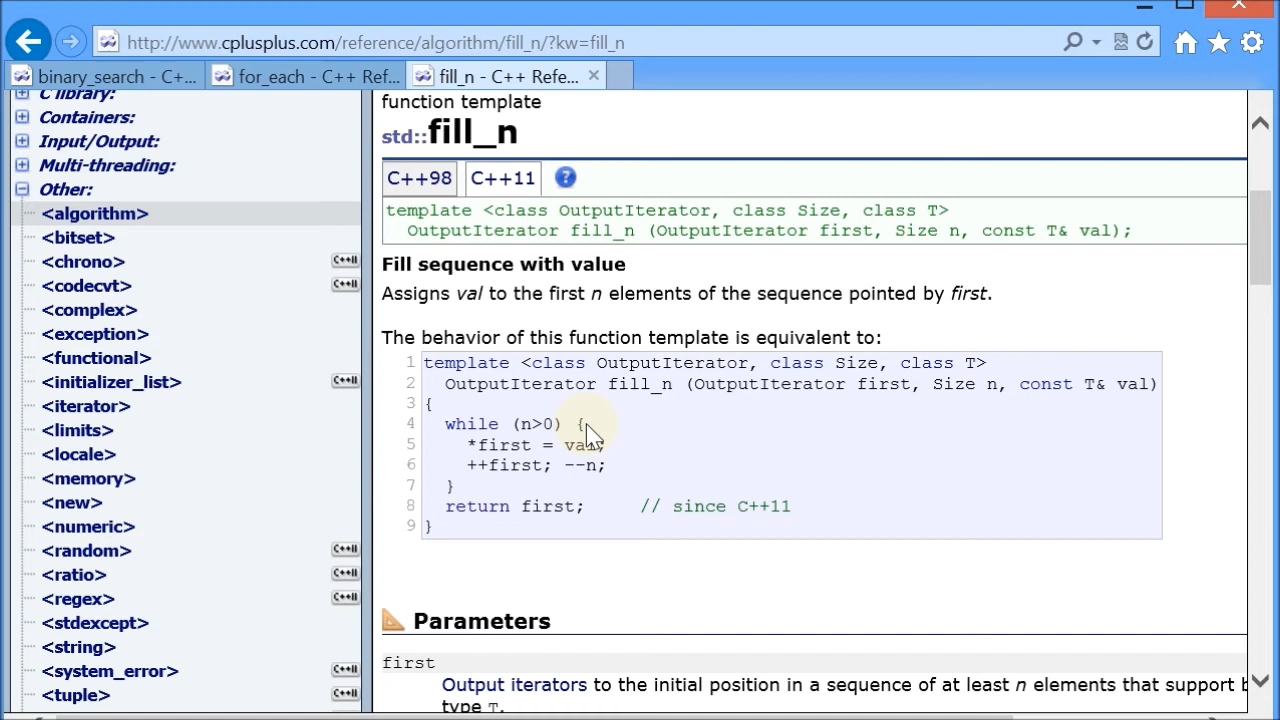 http://www.cplusplus.com/reference/algorithm/fill_n/?kw=fill_n
binary_search - C+...
for_each - C++ Ref...
fill_n - C++ Refe...
C library:
Containers:
Input/Output:
Multi-threading:
Other:
<algorithm>
<bitset>
<chrono> C++11
<codecvt> C++11
<complex>
<exception>
<functional>
<initializer_list> C++11
<iterator>
<limits>
<locale>
<memory>
<new>
<numeric>
<random> C++11
<ratio> C++11
<regex> C++11
<stdexcept>
<string>
<system_error> C++11
<tuple> C++11
function template
std::fill_n
C++98 C++11 ?
template <class OutputIterator, class Size, class T>
OutputIterator fill_n (OutputIterator first, Size n, const T& val);
Fill sequence with value
Assigns val to the first n elements of the sequence pointed by first.
The behavior of this function template is equivalent to:
1 template <class OutputIterator, class Size, class T>
2 OutputIterator fill_n (OutputIterator first, Size n, const T& val)
3 {
4 while (n>0) {
5 *first = val;
6 ++first; --n;
7 }
8 return first; // since C++11
9 }
Parameters
first
Output iterators to the initial position in a sequence of at least n elements that support b
type T.